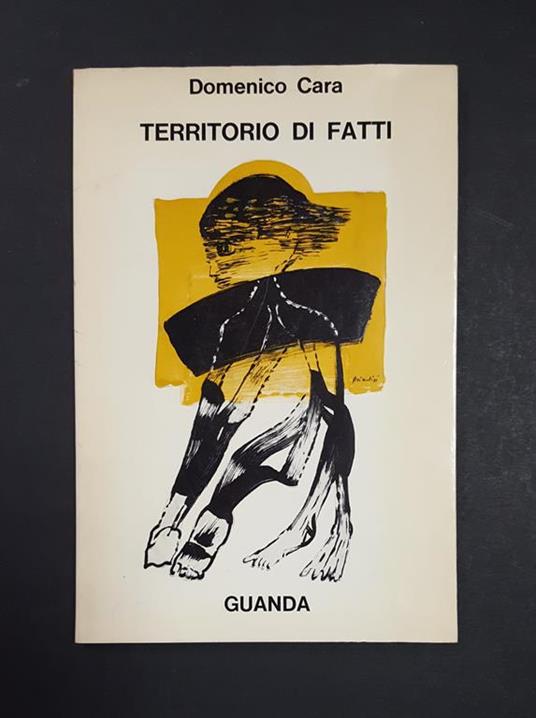 Domenico Cara
TERRITORIO DI FATTI
GUANDA